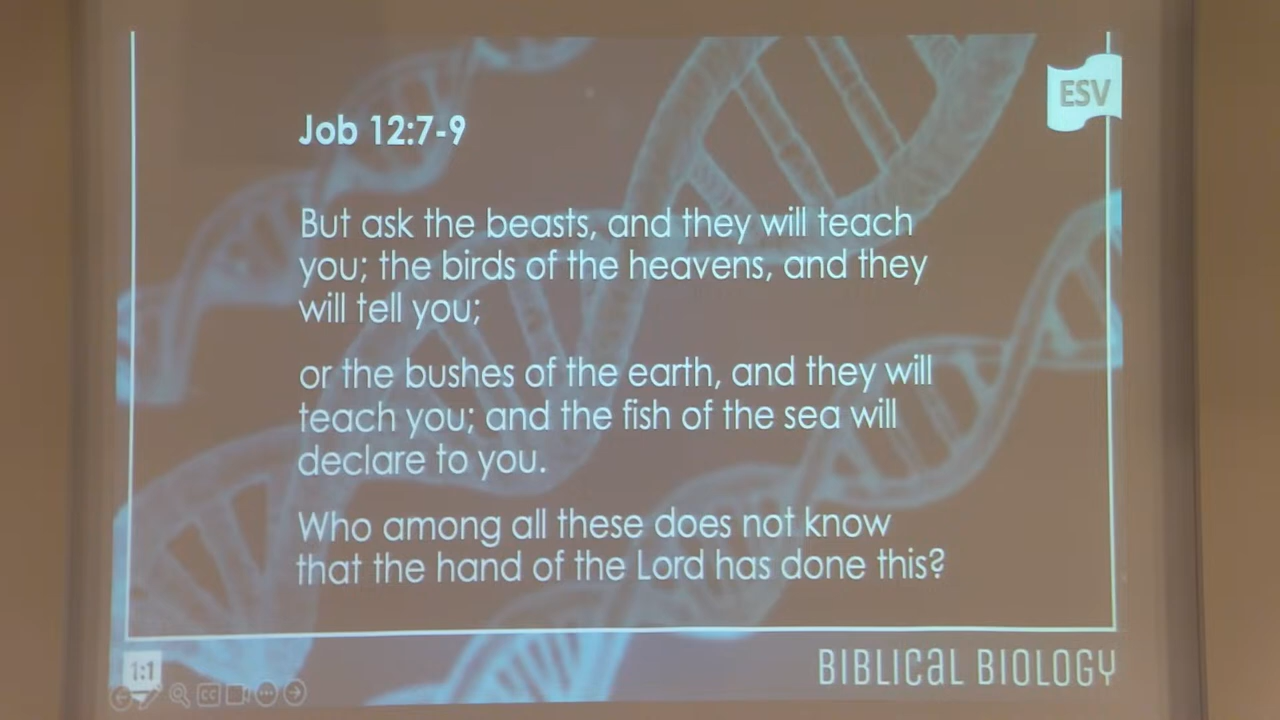 ESV
Job 12:7-9
But ask the beasts, and they will teach
you; the birds of the heavens, and they
will tell you;
or the bushes of the earth, and they will
teach you; and the fish of the sea will
declare to you.
Who among all these does not know
that the hand of the Lord has done this?
1:1
BIBLICAL BIOLOGY
CC